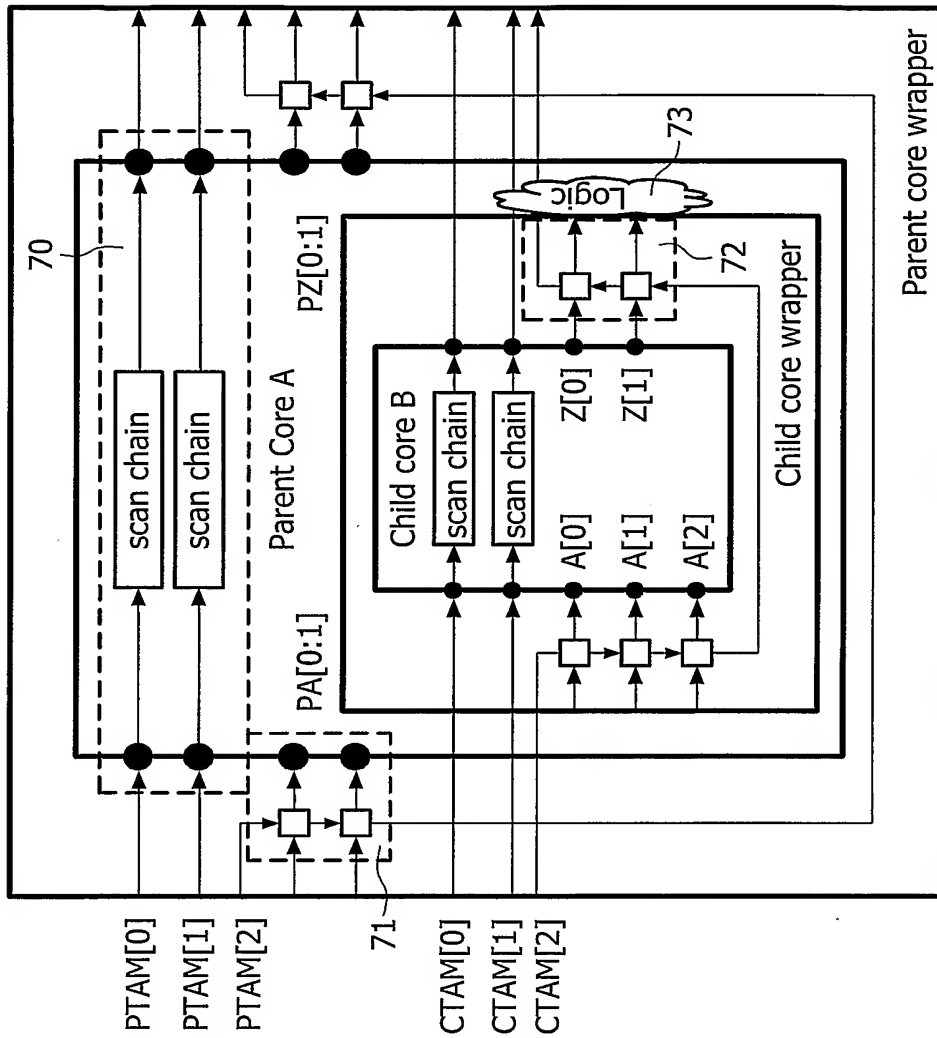 PTAM[0]
PTAM[1]
PTAM[2]
CTAM[0]
CTAM[1]
CTAM[2]
70
71
scan chain
scan chain
Parent Core A
PA[0:1]
PZ[0:1]
Child core B
scan chain
scan chain
A[0]
A[1]
A[2]
Z[0]
Z[1]
Logic
72
73
Child core wrapper
Parent core wrapper